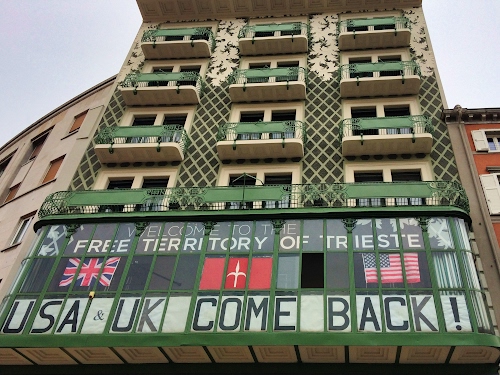 WELCOME TO THE
FREE TERRITORY OF TRIESTE
USA & UK COME BACK!